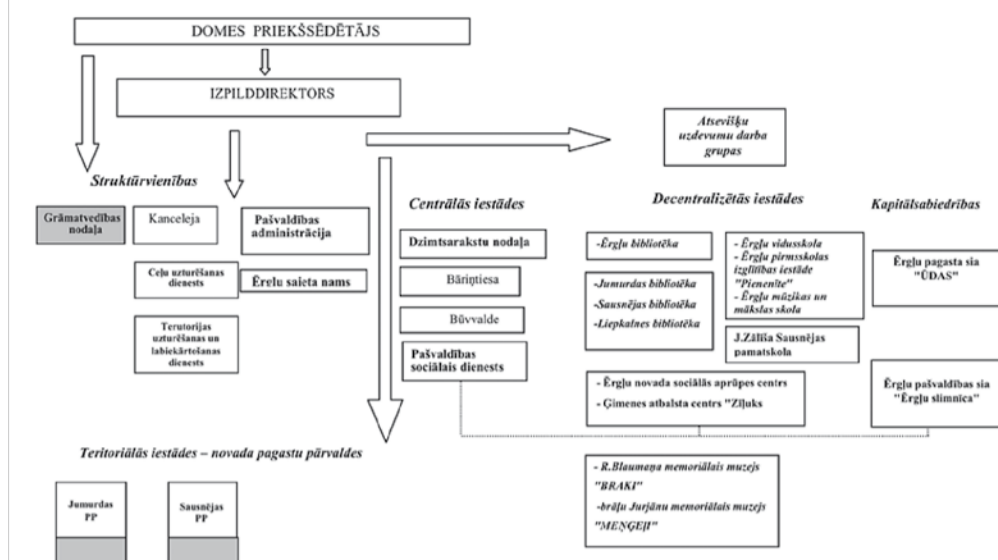 DOMES PRIEKŠSĒDĒTĀJS
IZPILDDIREKTORS
Atsevišķu
uzdevumu darba
grupas
Struktūrvienības
Grāmatvedības
nodaļa
Kanceleja
Pašvaldības
administrācija
Ceļu uzturēšanas
dienests
Ērglu saieta nams
Terutorijas
uzturēšanas un
labiekārtošanas
dienests
Centrālās iestādes
Dzimtsarakstu nodaļa
Bāriņtiesa
Būvvalde
Pašvaldības
sociālais dienests
Decentralizētās iestādes
-Ērgļu bibliotēka
-Jumurdas bibliotēka
-Sausnējas bibliotēka
-Liepkalnes bibliotēka
- Ērgļu vidusskola
- Ērgļu pirmsskolas
izglītības iestāde
"Pienenīte"
- Ērgļu mūzikas un
mākslas skola
J.Zālīša Sausnējas
pamatskola
- Ērgļu novada sociālās aprūpes centrs
- Ģimenes atbalsta centrs "Zīļuks
Kapitālsabiedrības
Ērgļu pagasta sia
"ŪDAS"
Ērgļu pašvaldības sia
"Ērgļu slimnīca"
- R.Blaumaņa memoriālais muzejs
"BRAKI"
-brāļu Jurjānu memoriālais muzejs
"MEŅĢEĻI"
Teritoriālās iestādes – novada pagastu pārvaldes
Jumurdas
PP
Sausnējas
PP